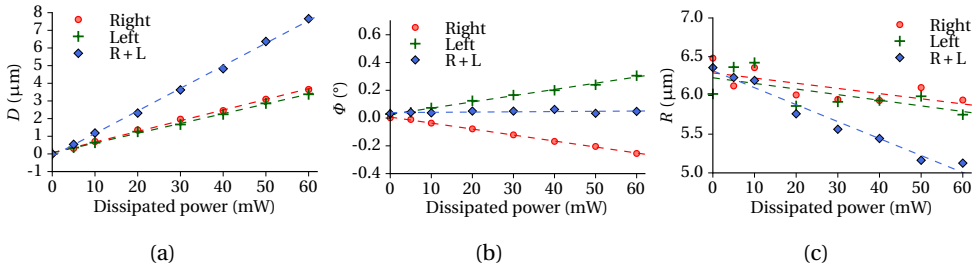 D (µm)
8
7
6
5
4
3
2
1
0
-1
Right
Left
R + L
0 10 20 30 40 50 60
Dissipated power (mW)
(a)
Φ (°)
0.8
0.6
0.4
0.2
0.0
-0.2
-0.4
Right
Left
R + L
0 10 20 30 40 50 60
Dissipated power (mW)
(b)
R (µm)
7.0
6.5
6.0
5.5
5.0
Right
Left
R + L
0 10 20 30 40 50 60
Dissipated power (mW)
(c)